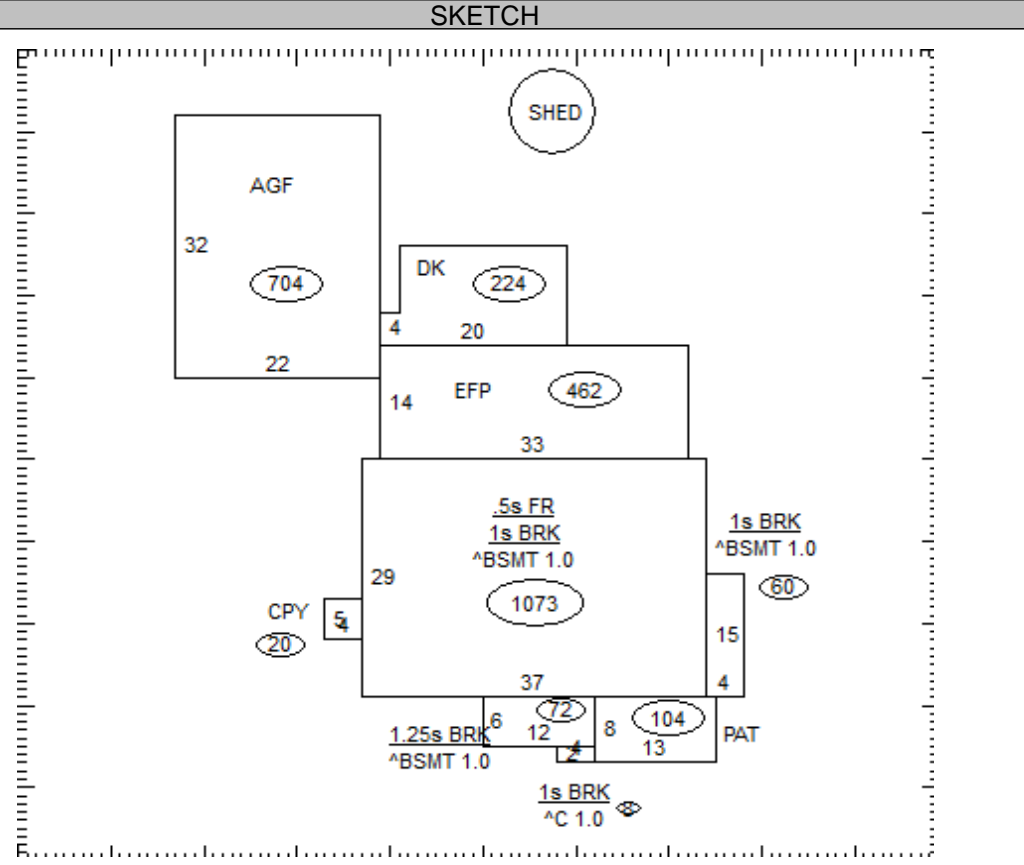 SKETCH
SHED
AGF
32
704
22
DK
224
4
20
EFP
462
14
33
.5s FR
1s BRK
^BSMT 1.0
1073
29
37
1s BRK
^BSMT 1.0
60
15
4
CPY
20
5
4
72
6
12
1.25s BRK
^BSMT 1.0
104
8
13
PAT
4
2
1s BRK
^C 1.0
8